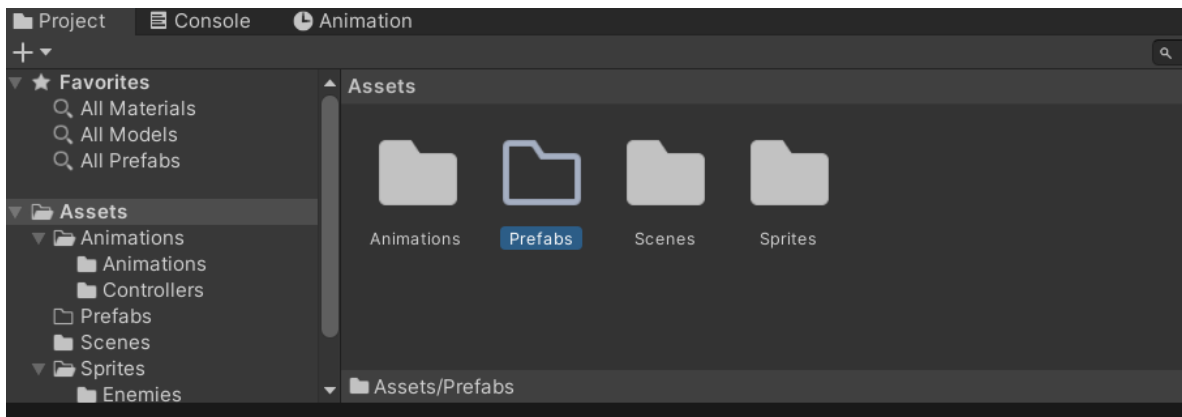 Project Console Animation
Favorites
All Materials
All Models
All Prefabs
Assets
Animations
Animations
Controllers
Prefabs
Scenes
Sprites
Enemies
Assets
Animations Prefabs Scenes Sprites
Assets/Prefabs